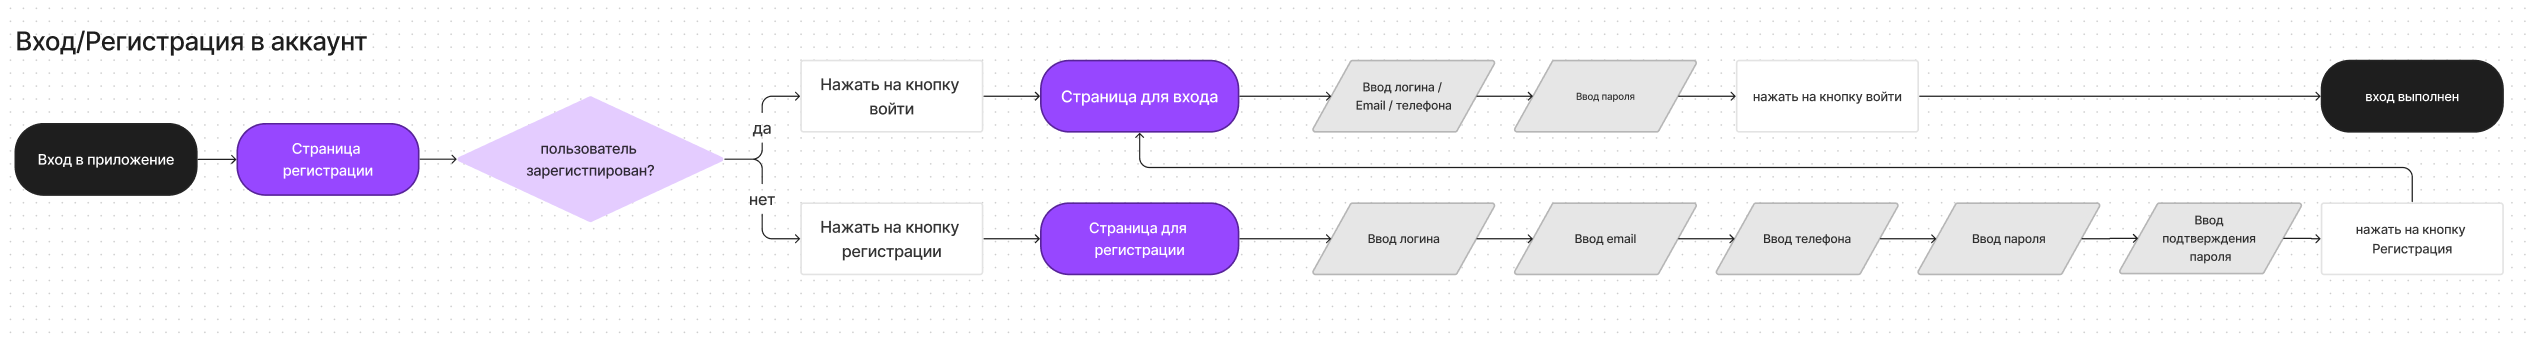 Вход/Регистрация в аккаунт
Вход в приложение
Страница
регистрации
пользователь
зарегистпирован?
да
Нажать на кнопку
войти
Страница для входа
Ввод логина /
Email / телефона
Ввод пароля
нажать на кнопку войти
вход выполнен
нет
Нажать на кнопку
регистрации
Страница для
регистрации
Ввод логина
Ввод email
Ввод телефона
Ввод пароля
Ввод
подтверждения
пароля
нажать на кнопку
Регистрация